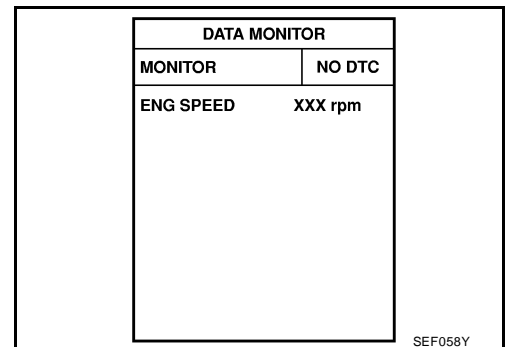 DATA MONITOR
MONITOR NO DTC
ENG SPEED XXX rpm
SEF058Y